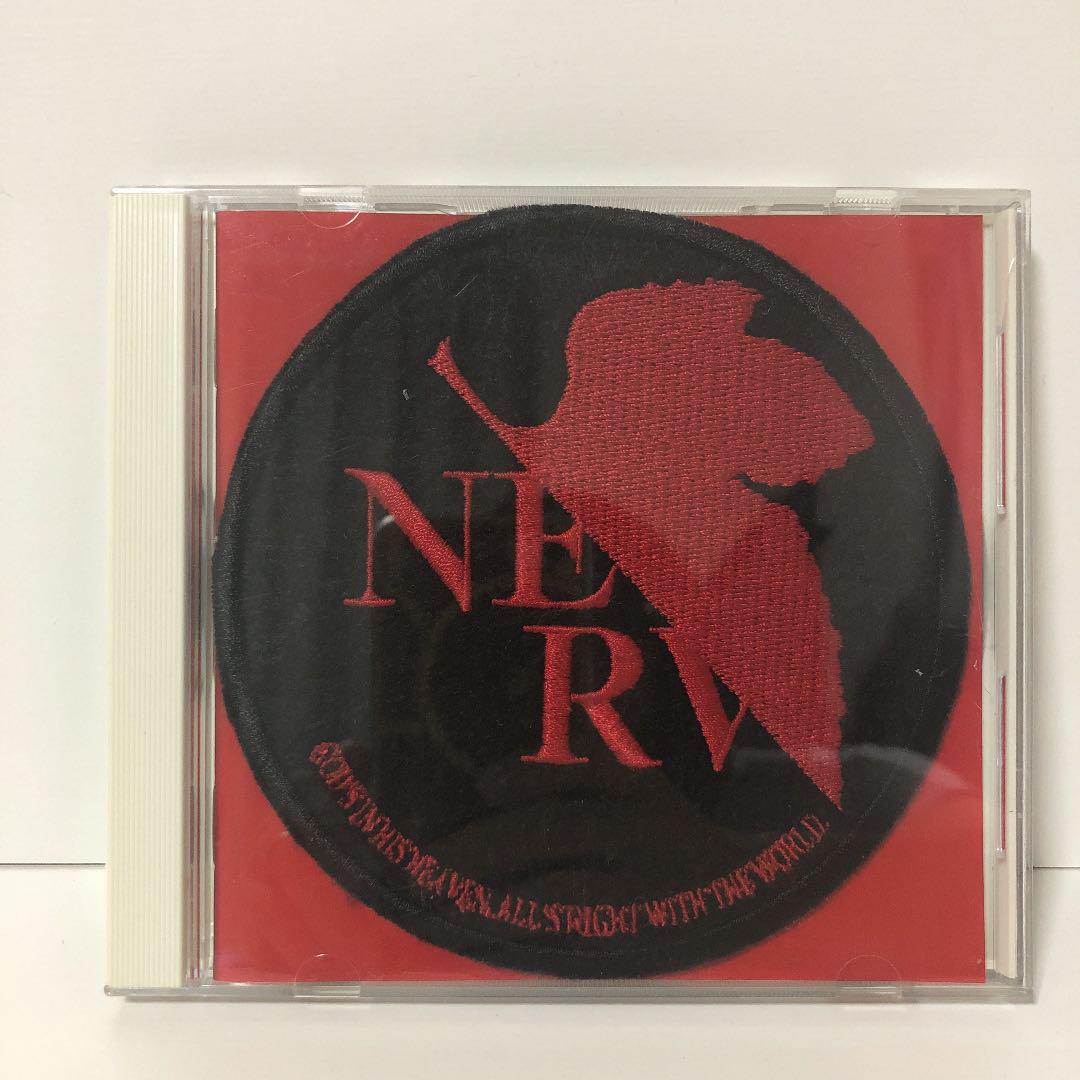 NE
RV
GOD'S IN HIS HEAVEN. ALL'S RIGHT WITH THE WORLD.